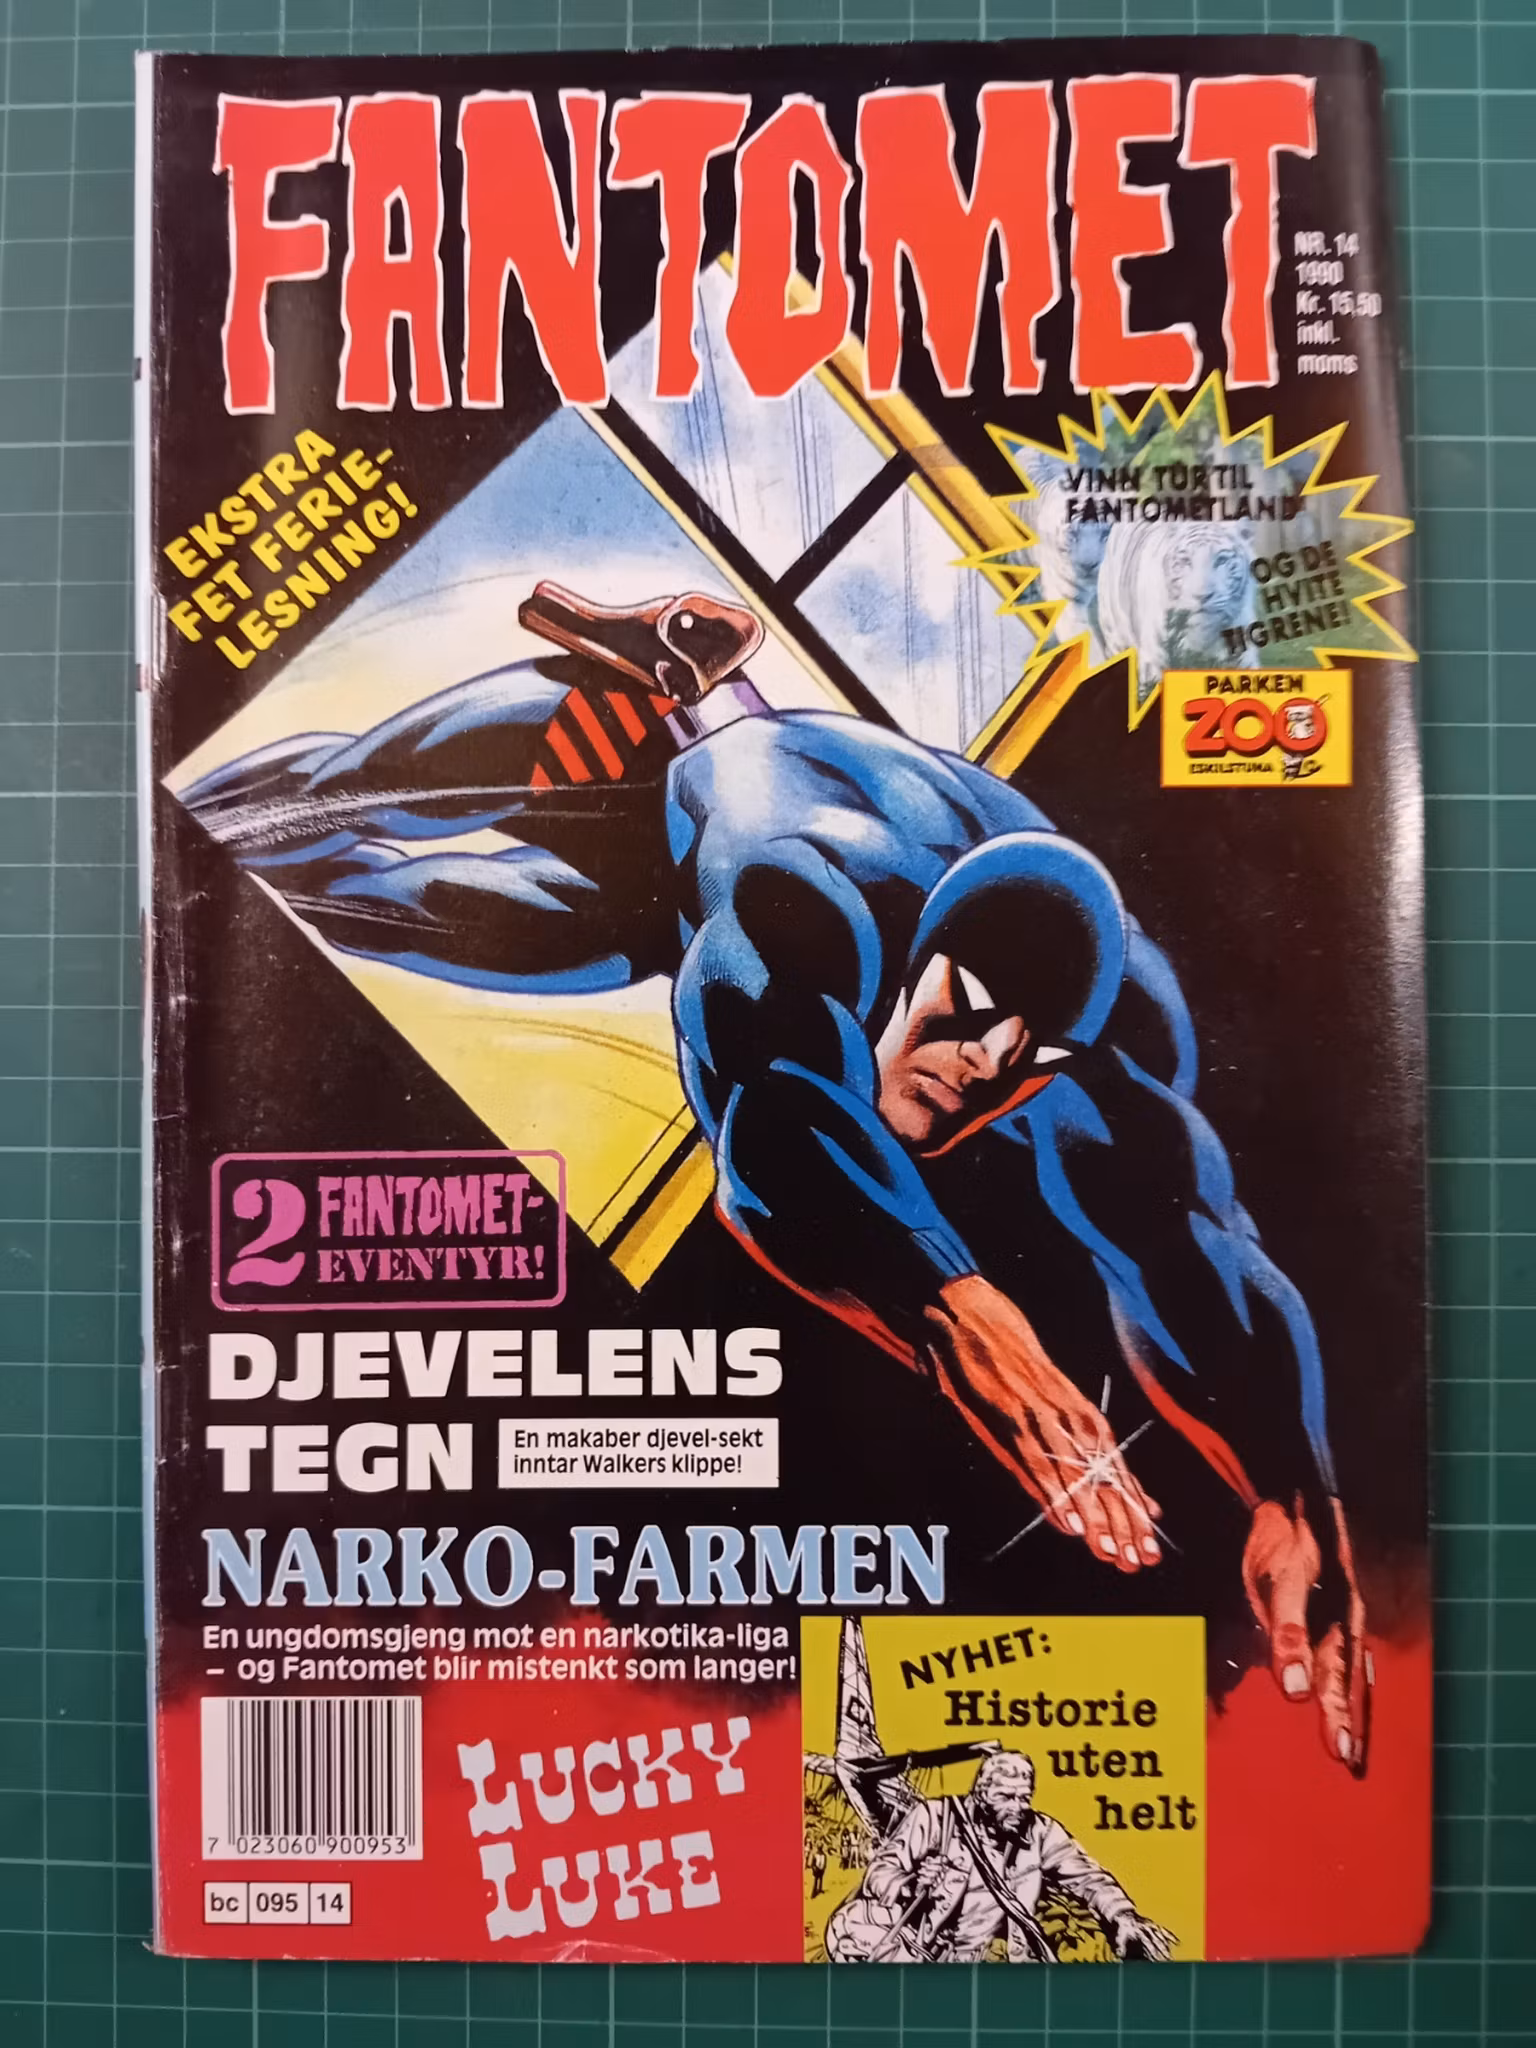 FANTOMET
NR. 14
1990
Kr. 15,50
inkl.
moms
EKSTRA
FET FERIE-
LESNING!
VINN TUR TIL
FANTOMETLAND
OG DE
HVITE
TIGRENE!
PARKEN
ZOO
ESKILSTUNA
2 FANTOMET-
EVENTYR!
DJEVELENS
TEGN
En makaber djevel-sekt
inntar Walkers klippe!
NARKO-FARMEN
En ungdomsgjeng mot en narkotika-liga
– og Fantomet blir mistenkt som langer!
NYHET:
Historie
uten
helt
LUCKY
LUKE
7 023060 900953
bc 095 14